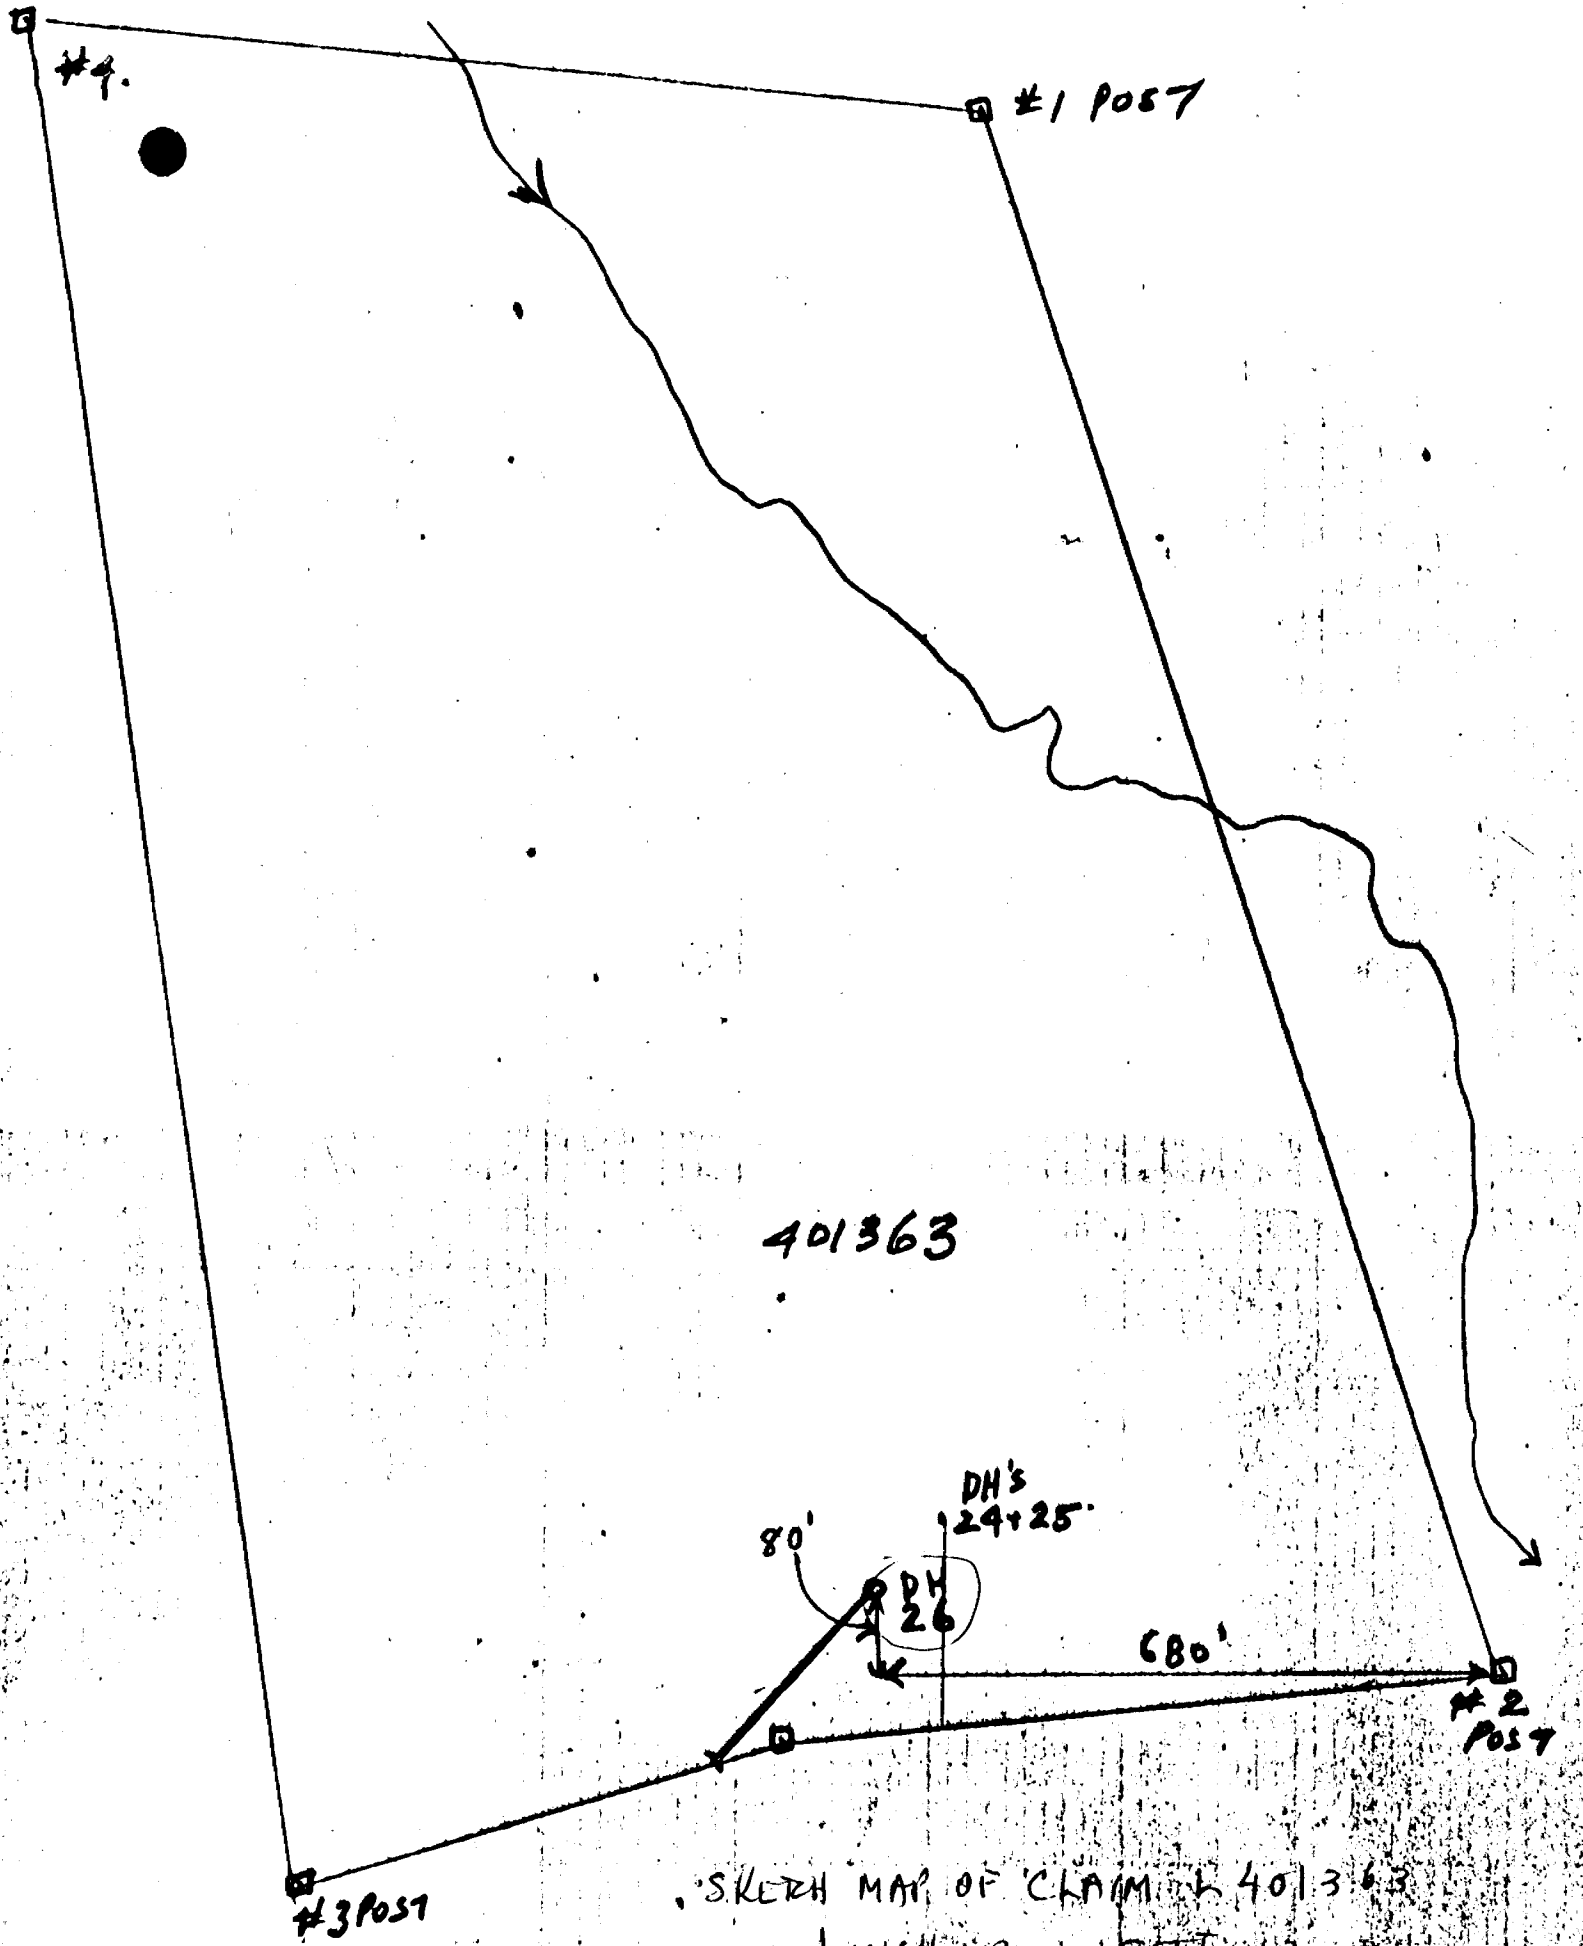 #4.
#1 POST
401363
DH's
24+25.
80'
DH
26
680'
#2
POST
#3 POST
SKETCH MAP OF CLAIM L 401363